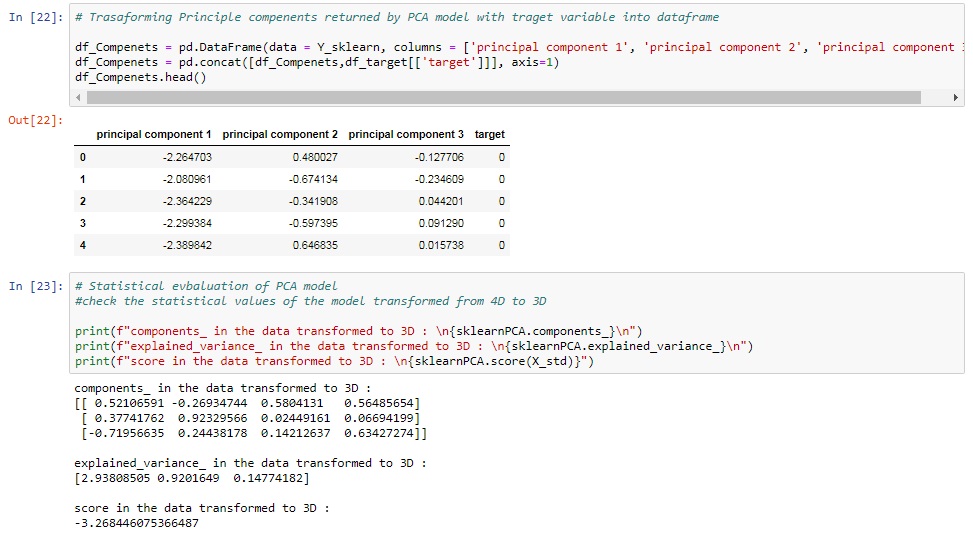 In [22]: # Trasaforming Principle compenents returned by PCA model with traget variable into dataframe
df_Compenets = pd.DataFrame(data = Y_sklearn, columns = ['principal component 1', 'principal component 2', 'principal component
df_Compenets = pd.concat([df_Compenets,df_target[['target']]], axis=1)
df_Compenets.head()
Out[22]:
principal component 1 principal component 2 principal component 3 target
0 -2.264703 0.480027 -0.127706 0
1 -2.080961 -0.674134 -0.234609 0
2 -2.364229 -0.341908 0.044201 0
3 -2.299384 -0.597395 0.091290 0
4 -2.389842 0.646835 0.015738 0
In [23]: # Statistical evbaluation of PCA model
#check the statistical values of the model transformed from 4D to 3D
print(f"components_ in the data transformed to 3D : \n{sklearnPCA.components_}\n")
print(f"explained_variance_ in the data transformed to 3D : \n{sklearnPCA.explained_variance_}\n")
print(f"score in the data transformed to 3D : \n{sklearnPCA.score(X_std)}")
components_ in the data transformed to 3D :
[[ 0.52106591 -0.26934744 0.5804131 0.56485654]
[ 0.37741762 0.92329566 0.02449161 0.06694199]
[-0.71956635 0.24438178 0.14212637 0.63427274]]
explained_variance_ in the data transformed to 3D :
[2.93808505 0.9201649 0.14774182]
score in the data transformed to 3D :
-3.268446075366487